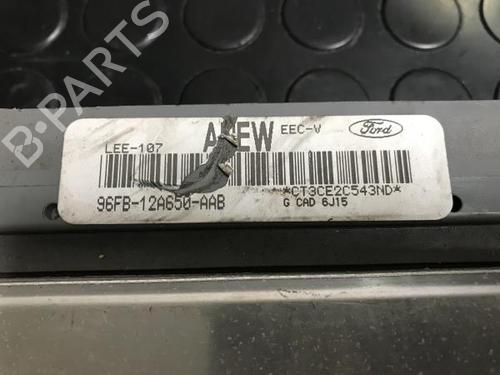 B-PARTS
EEC-V
Ford
LEE-107
*CT3CE2C543ND*
96FB-12A650-AAB
G CAD 6J15